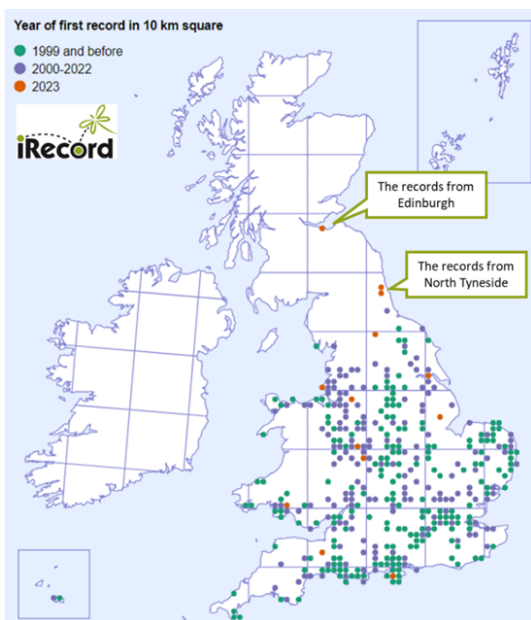 Year of first record in 10 km square
1999 and before
2000-2022
2023
iRecord
The records from
Edinburgh
The records from
North Tyneside